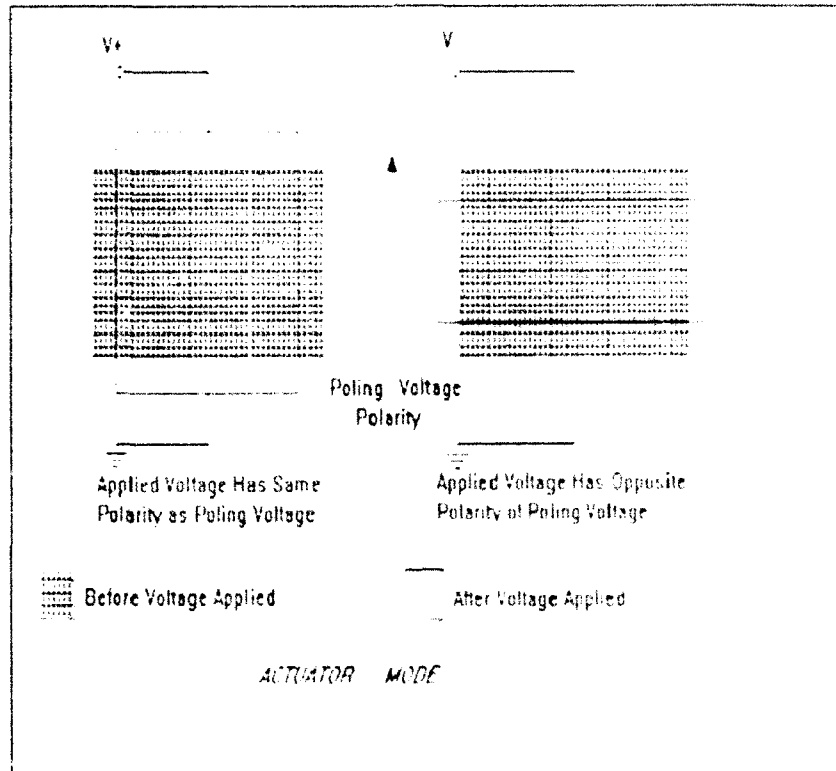 V+
V
Poling Voltage
Polarity
Applied Voltage Has Same
Polarity as Poling Voltage
Applied Voltage Has Opposite
Polarity of Poling Voltage
Before Voltage Applied
After Voltage Applied
ACTUATOR MODE